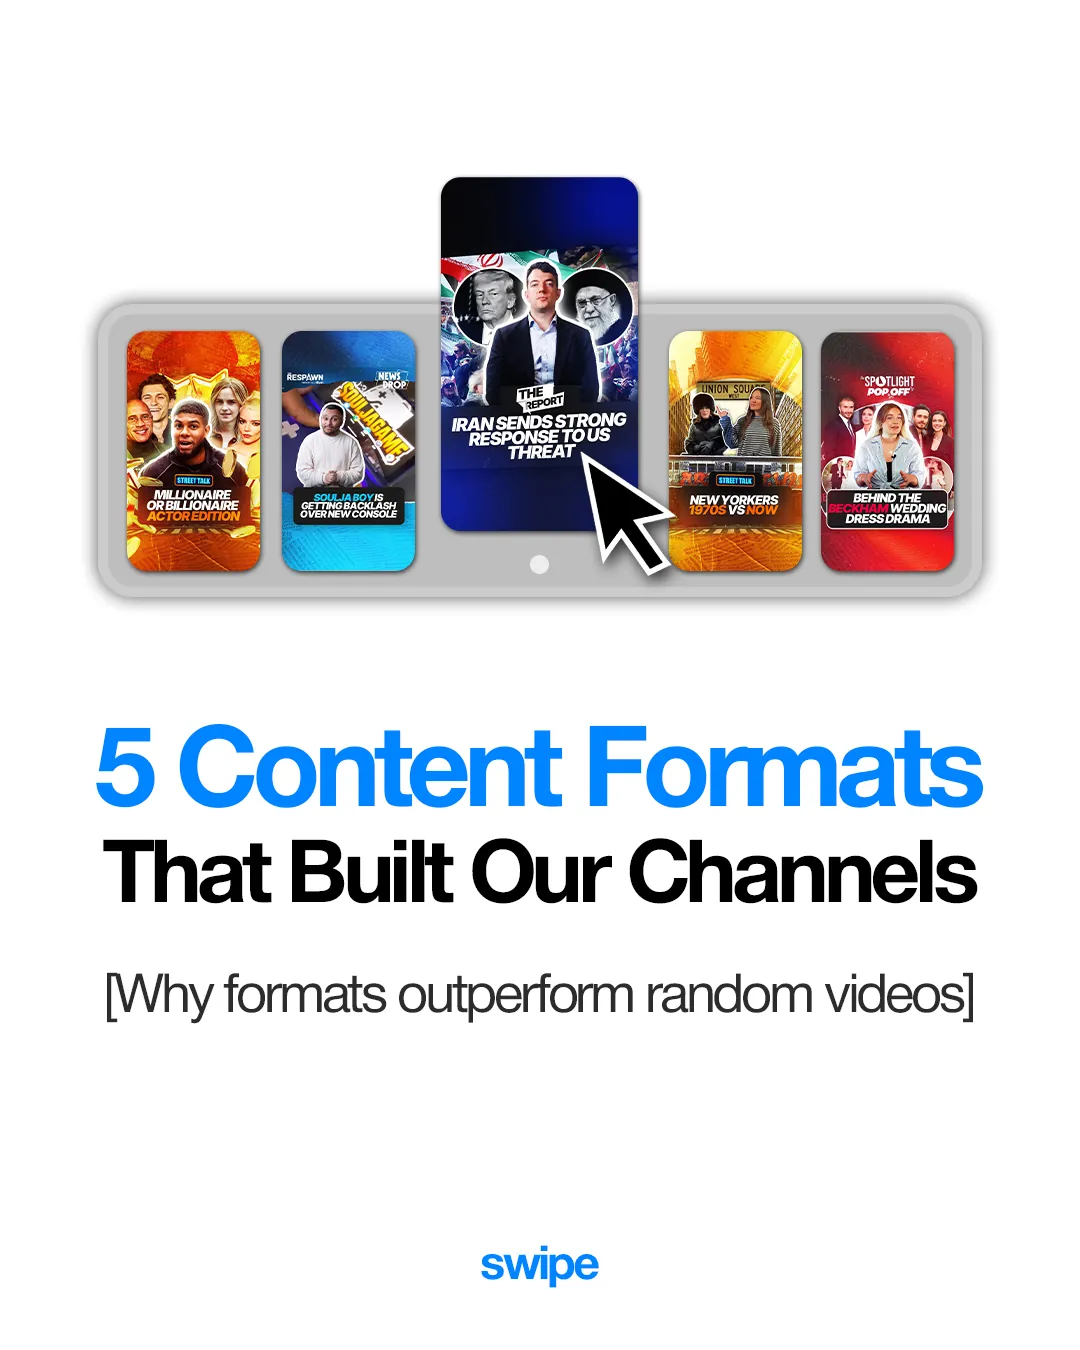 STREET TALK
MILLIONAIRE
OR BILLIONAIRE
ACTOR EDITION
RESPAWN
NEWS
DROP
SOULJAGAME
SOULJA BOY IS
GETTING BACKLASH
OVER NEW CONSOLE
THE
REPORT
IRAN SENDS STRONG
RESPONSE TO US
THREAT
UNION SQUARE
WEST
STREET TALK
NEW YORKERS
1970S VS NOW
SPOTLIGHT
POP OFF
BEHIND THE
BECKHAM WEDDING
DRESS DRAMA
5 Content Formats
That Built Our Channels
[Why formats outperform random videos]
swipe